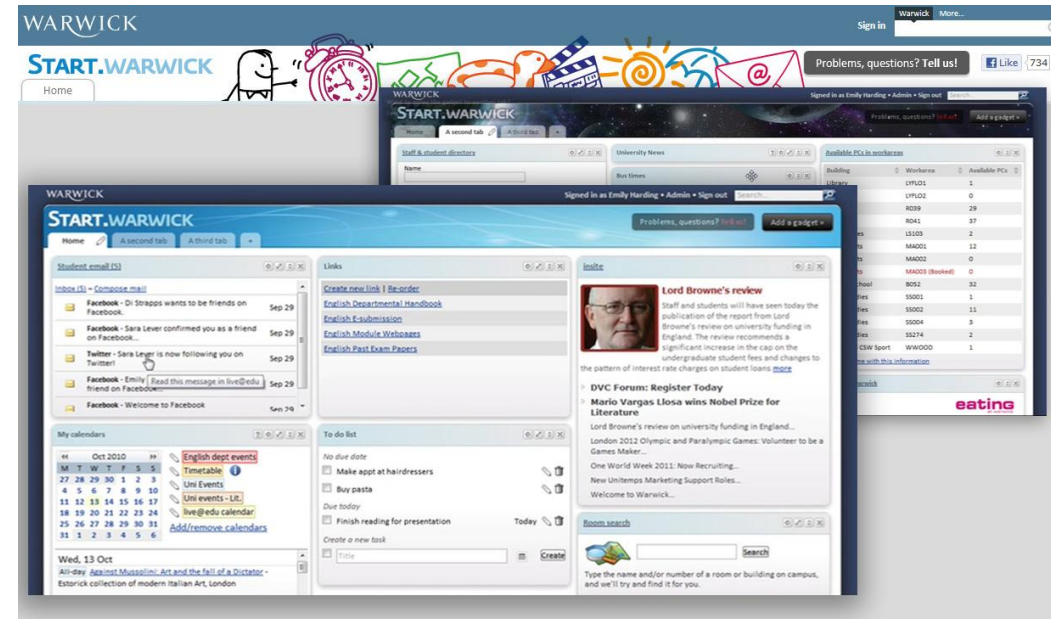 WARWICK
Sign in
Warwick More...
START.WARWICK
Problems, questions? Tell us!
Like 734
Home
WARWICK
Signed in as Emily Harding • Admin • Sign out Search...
START.WARWICK
Problems, questions? Tell us! Add a gadget »
Home A second tab A third tab +
Staff & student directory
Name
University News
Bus times
Available PCs in workareas
Building Workarea Available PCs
Library LYFLO1 1
LYFLO2 0
R039 29
R041 37
LS103 2
MA001 12
MA002 0
MA003 (Booked) 0
B052 32
SS001 1
SS002 11
SS004 3
SS274 2
CSW Sport WWOOO 1
me with this information
eating
WARWICK
Signed in as Emily Harding • Admin • Sign out Search...
START.WARWICK
Problems, questions? Tell us! Add a gadget »
Home A second tab A third tab +
Student email (5)
Inbox (5) - Compose mail
Facebook - Di Strapps wants to be friends on
Facebook.
Sep 29
Facebook - Sara Lever confirmed you as a friend
on Facebook...
Sep 29
Twitter - Sara Lever is now following you on
Twitter!
Sep 29
Facebook - Emily
friend on Facebook...
Sep 29
Read this message in live@edu
Facebook - Welcome to Facebook
Sep 29
Links
Create new link | Re-order
English Departmental Handbook
English E-submission
English Module Webpages
English Past Exam Papers
insite
Lord Browne's review
Staff and students will have seen today the
publication of the report from Lord
Browne's review on university funding in
England. The review recommends a
significant increase in the cap on the
undergraduate student fees and changes to
the pattern of interest rate charges on student loans more
DVC Forum: Register Today
Mario Vargas Llosa wins Nobel Prize for
Literature
Lord Browne's review on university funding in England...
London 2012 Olympic and Paralympic Games: Volunteer to be a
Games Maker...
One World Week 2011: Now Recruiting...
New Unitemps Marketing Support Roles...
Welcome to Warwick...
My calendars
« Oct 2010 »
M T W T F S S
27 28 29 30 1 2 3
4 5 6 7 8 9 10
11 12 13 14 15 16 17
18 19 20 21 22 23 24
25 26 27 28 29 30 31
31 1 2 3 4 5 6
English dept events
Timetable
Uni Events
Uni events - Lit.
live@edu calendar
Add/remove calendars
Wed, 13 Oct
All-day Against Mussolini: Art and the fall of a Dictator -
Estorick collection of modern Italian Art, London
To do list
No due date
Make appt at hairdressers
Buy pasta
Due today
Finish reading for presentation Today
Create a new task
Title Create
Room search
Search
Type the name and/or number of a room or building on campus,
and we'll try and find it for you.